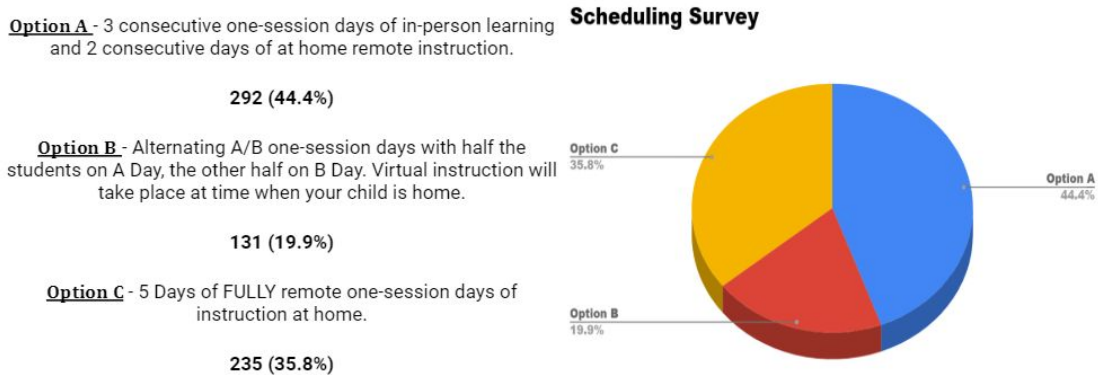 Option A - 3 consecutive one-session days of in-person learning
and 2 consecutive days of at home remote instruction.
292 (44.4%)
Option B - Alternating A/B one-session days with half the
students on A Day, the other half on B Day. Virtual instruction will
take place at time when your child is home.
131 (19.9%)
Option C - 5 Days of FULLY remote one-session days of
instruction at home.
235 (35.8%)
Scheduling Survey
Option C
35.8%
Option A
44.4%
Option B
19.9%